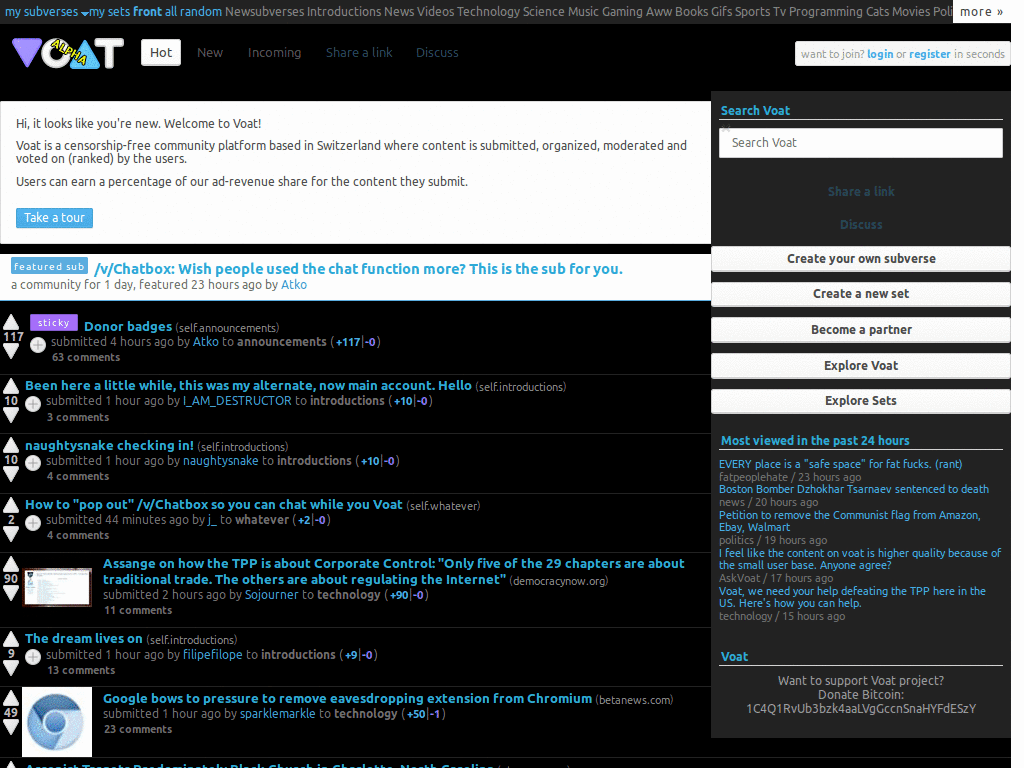 my subverses my sets front all random Newsubverses Introductions News Videos Technology Science Music Gaming Aww Books Gifs Sports Tv Programming Cats Movies Poli more »
VOAT ALPHA Hot New Incoming Share a link Discuss
want to join? login or register in seconds
Hi, it looks like you're new. Welcome to Voat!
Voat is a censorship-free community platform based in Switzerland where content is submitted, organized, moderated and
voted on (ranked) by the users.
Users can earn a percentage of our ad-revenue share for the content they submit.
Take a tour
featured sub /v/Chatbox: Wish people used the chat function more? This is the sub for you.
a community for 1 day, featured 23 hours ago by Atko
sticky Donor badges (self.announcements)
117 submitted 4 hours ago by Atko to announcements (+117|-0)
63 comments
Been here a little while, this was my alternate, now main account. Hello (self.introductions)
10 submitted 1 hour ago by I_AM_DESTRUCTOR to introductions (+10|-0)
3 comments
naughtysnake checking in! (self.introductions)
10 submitted 1 hour ago by naughtysnake to introductions (+10|-0)
4 comments
How to "pop out" /v/Chatbox so you can chat while you Voat (self.whatever)
2 submitted 44 minutes ago by j_ to whatever (+2|-0)
4 comments
Assange on how the TPP is about Corporate Control: "Only five of the 29 chapters are about
90 traditional trade. The others are about regulating the Internet" (democracynow.org)
submitted 2 hours ago by Sojourner to technology (+90|-0)
11 comments
The dream lives on (self.introductions)
9 submitted 1 hour ago by filipefilope to introductions (+9|-0)
13 comments
Google bows to pressure to remove eavesdropping extension from Chromium (betanews.com)
49 submitted 1 hour ago by sparklemarkle to technology (+50|-1)
23 comments
Search Voat
Search Voat
Share a link
Discuss
Create your own subverse
Create a new set
Become a partner
Explore Voat
Explore Sets
Most viewed in the past 24 hours
EVERY place is a "safe space" for fat fucks. (rant)
fatpeoplehate / 23 hours ago
Boston Bomber Dzhokhar Tsarnaev sentenced to death
news / 20 hours ago
Petition to remove the Communist flag from Amazon,
Ebay, Walmart
politics / 19 hours ago
I feel like the content on voat is higher quality because of
the small user base. Anyone agree?
AskVoat / 17 hours ago
Voat, we need your help defeating the TPP here in the
US. Here's how you can help.
technology / 15 hours ago
Voat
Want to support Voat project?
Donate Bitcoin:
1C4Q1RvUb3bzk4aaLVgGccnSnaHYFdESzY